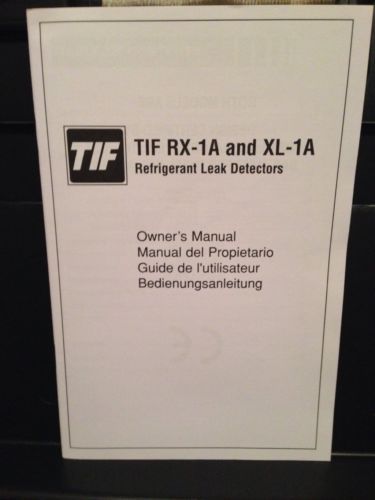 TIF
TIF RX-1A and XL-1A
Refrigerant Leak Detectors
Owner's Manual
Manual del Propietario
Guide de l'utilisateur
Bedienungsanleitung